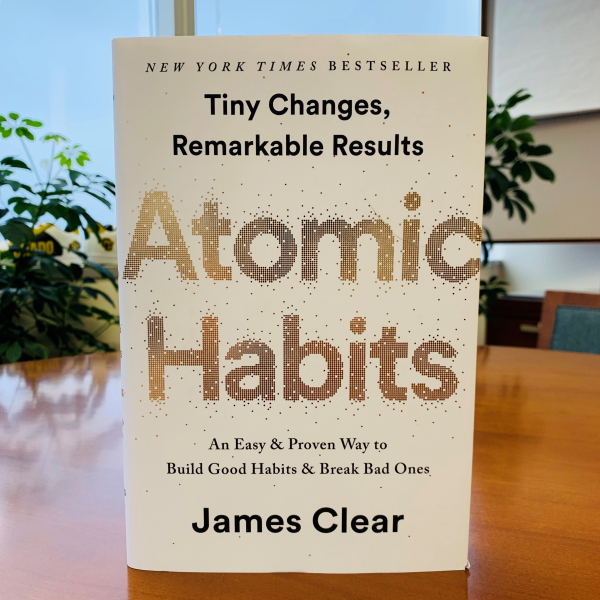 NEW YORK TIMES BESTSELLER
Tiny Changes,
Remarkable Results
Atomic
Habits
An Easy & Proven Way to
Build Good Habits & Break Bad Ones
James Clear